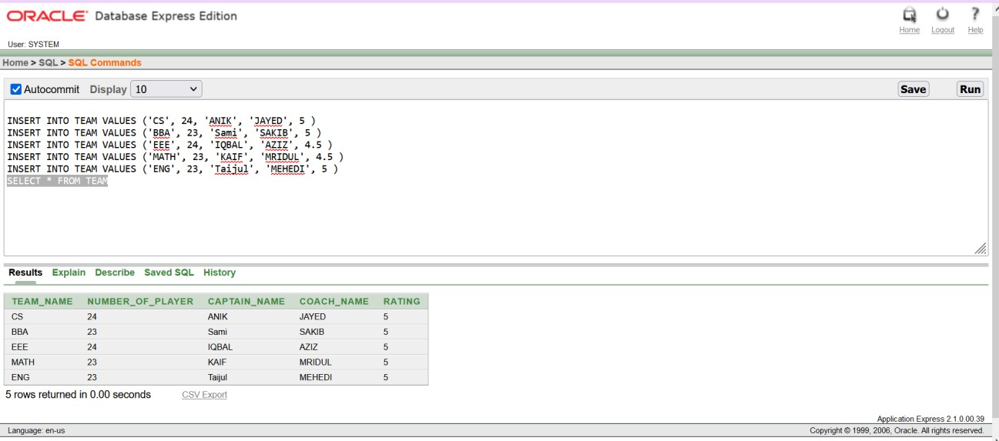 ORACLE Database Express Edition
Home Logout Help
User: SYSTEM
Home > SQL > SQL Commands
Autocommit Display 10 Save Run
INSERT INTO TEAM VALUES ('CS', 24, 'ANIK', 'JAYED', 5 )
INSERT INTO TEAM VALUES ('BBA', 23, 'Sami', 'SAKIB', 5 )
INSERT INTO TEAM VALUES ('EEE', 24, 'IQBAL', 'AZIZ', 4.5 )
INSERT INTO TEAM VALUES ('MATH', 23, 'KAIF', 'MRIDUL', 4.5 )
INSERT INTO TEAM VALUES ('ENG', 23, 'Taijul', 'MEHEDI', 5 )
SELECT * FROM TEAM
Results Explain Describe Saved SQL History
TEAM_NAME NUMBER_OF_PLAYER CAPTAIN_NAME COACH_NAME RATING
CS 24 ANIK JAYED 5
BBA 23 Sami SAKIB 5
EEE 24 IQBAL AZIZ 5
MATH 23 KAIF MRIDUL 5
ENG 23 Taijul MEHEDI 5
5 rows returned in 0.00 seconds CSV Export
Application Express 2.1.0.00.39
Language: en-us Copyright © 1999, 2006, Oracle. All rights reserved.